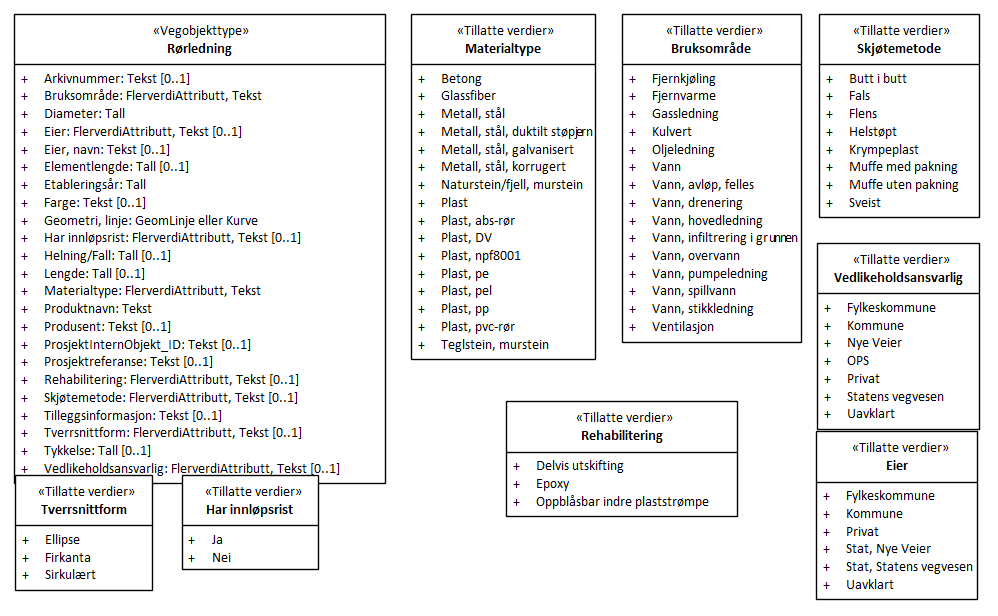 «Vegobjekttype»
Rørledning
+ Arkivnummer: Tekst [0..1]
+ Bruksområde: FlerverdiAttributt, Tekst
+ Diameter: Tall
+ Eier: FlerverdiAttributt, Tekst [0..1]
+ Eier, navn: Tekst [0..1]
+ Elementlengde: Tall [0..1]
+ Etableringsår: Tall
+ Farge: Tekst [0..1]
+ Geometri, linje: GeomLinje eller Kurve
+ Har innløpsrist: FlerverdiAttributt, Tekst [0..1]
+ Helning/Fall: Tall [0..1]
+ Lengde: Tall [0..1]
+ Materialtype: FlerverdiAttributt, Tekst
+ Produktnavn: Tekst
+ Produsent: Tekst [0..1]
+ ProsjektInternObjekt_ID: Tekst [0..1]
+ Prosjektreferanse: Tekst [0..1]
+ Rehabilitering: FlerverdiAttributt, Tekst [0..1]
+ Skjøtemetode: FlerverdiAttributt, Tekst [0..1]
+ Tilleggsinformasjon: Tekst [0..1]
+ Tverrsnittform: FlerverdiAttributt, Tekst [0..1]
+ Tykkelse: Tall [0..1]
+ Vedlikeholdsansvarlig: FlerverdiAttributt, Tekst [0..1]
«Tillatte verdier»
Tverrsnittform
+ Ellipse
+ Firkanta
+ Sirkulært
«Tillatte verdier»
Har innløpsrist
+ Ja
+ Nei
«Tillatte verdier»
Materialtype
+ Betong
+ Glassfiber
+ Metall, stål
+ Metall, stål, duktilt støpjern
+ Metall, stål, galvanisert
+ Metall, stål, korrugert
+ Naturstein/fjell, murstein
+ Plast
+ Plast, abs-rør
+ Plast, DV
+ Plast, npf8001
+ Plast, pe
+ Plast, pel
+ Plast, pp
+ Plast, pvc-rør
+ Teglstein, murstein
«Tillatte verdier»
Bruksområde
+ Fjernkjøling
+ Fjernvarme
+ Gassledning
+ Kulvert
+ Oljeledning
+ Vann
+ Vann, avløp, felles
+ Vann, drenering
+ Vann, hovedledning
+ Vann, infiltrering i grunnen
+ Vann, overvann
+ Vann, pumpeledning
+ Vann, spillvann
+ Vann, stikkledning
+ Ventilasjon
«Tillatte verdier»
Rehabilitering
+ Delvis utskifting
+ Epoxy
+ Oppblåsbar indre plaststrømpe
«Tillatte verdier»
Skjøtemetode
+ Butt i butt
+ Fals
+ Flens
+ Helstøpt
+ Krympeplast
+ Muffe med pakning
+ Muffe uten pakning
+ Sveist
«Tillatte verdier»
Vedlikeholdsansvarlig
+ Fylkeskommune
+ Kommune
+ Nye Veier
+ OPS
+ Privat
+ Statens vegvesen
+ Uavklart
«Tillatte verdier»
Eier
+ Fylkeskommune
+ Kommune
+ Privat
+ Stat, Nye Veier
+ Stat, Statens vegvesen
+ Uavklart